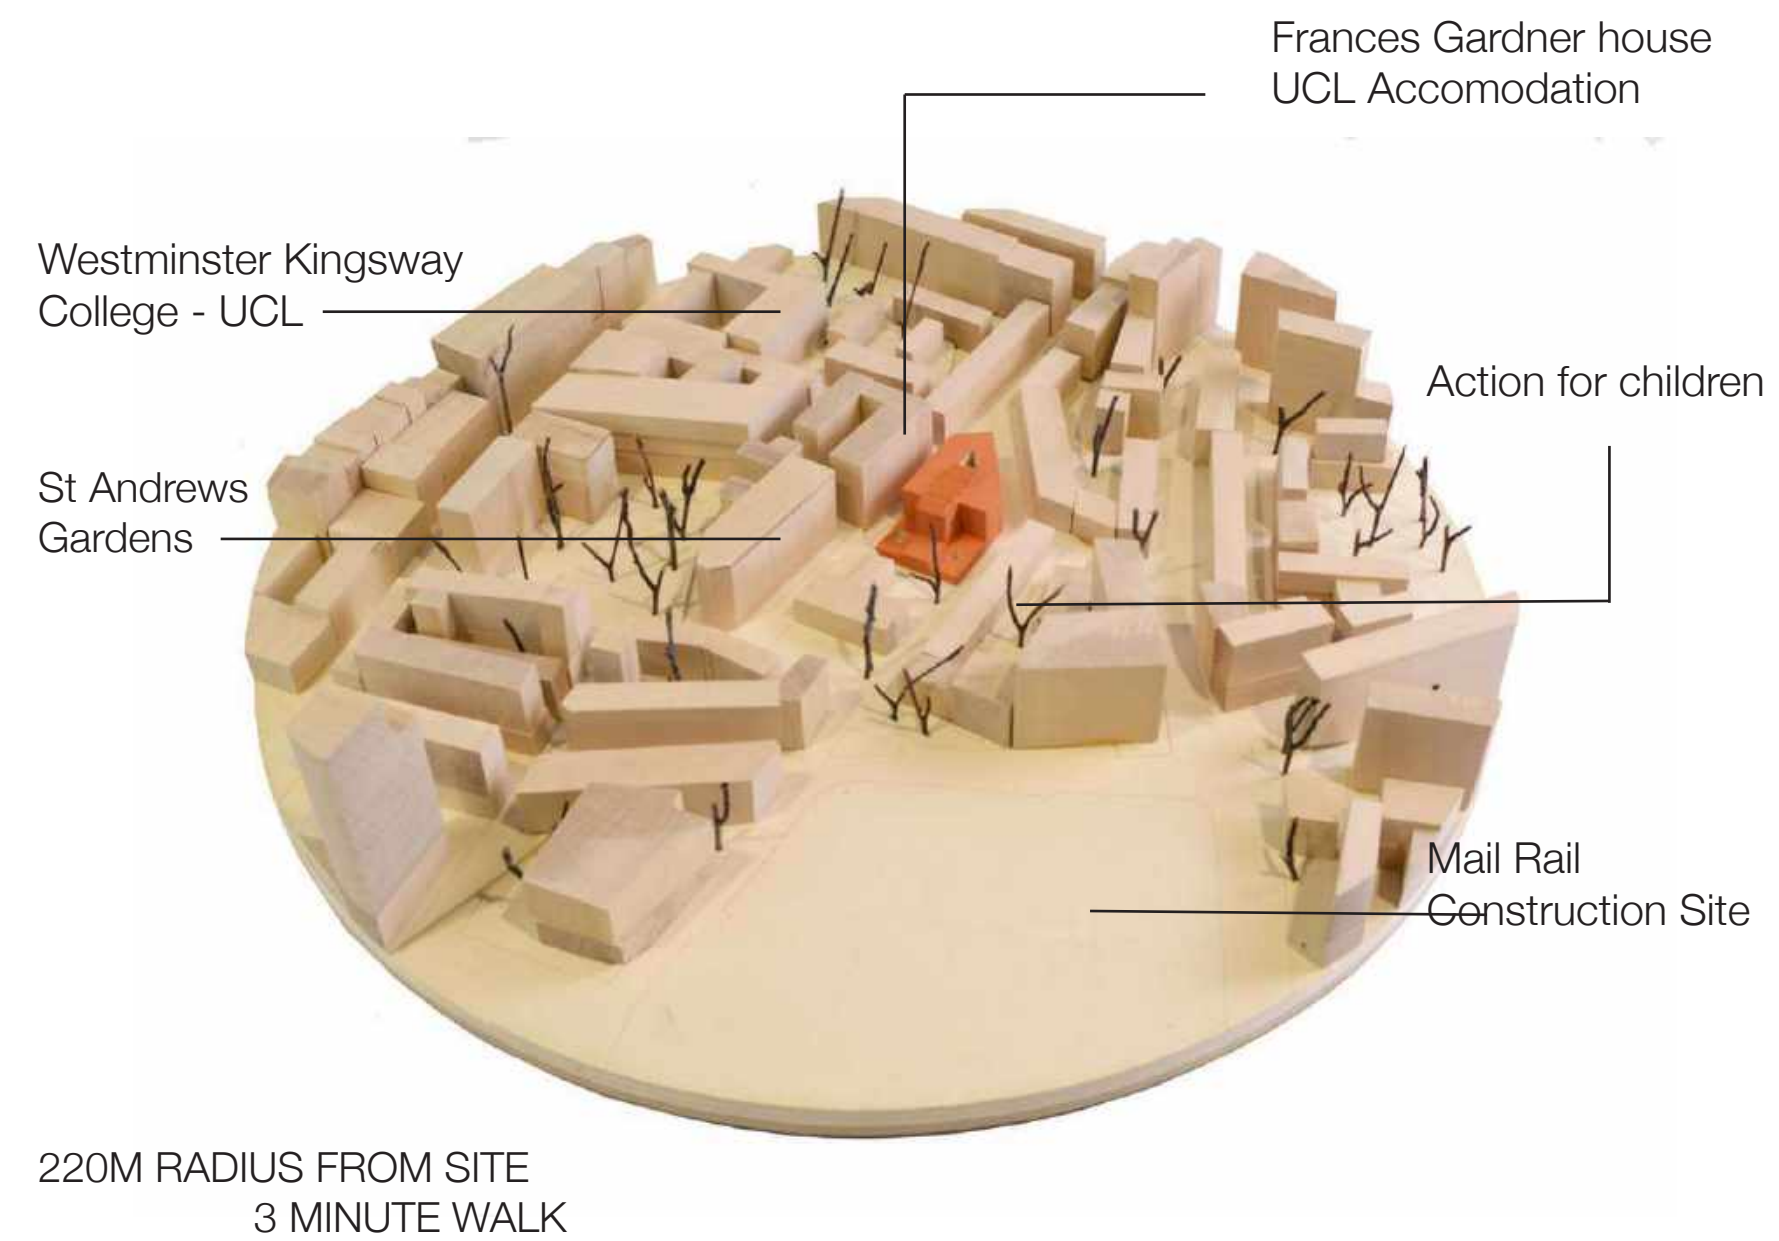 Frances Gardner house
UCL Accomodation
Westminster Kingsway
College - UCL
Action for children
St Andrews
Gardens
Mail Rail
Construction Site
220M RADIUS FROM SITE
3 MINUTE WALK